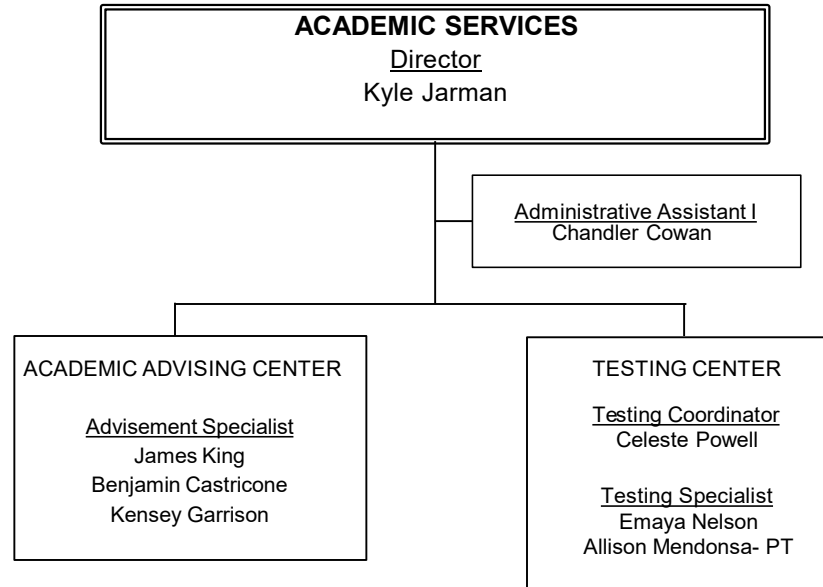 ACADEMIC SERVICES
Director
Kyle Jarman
Administrative Assistant I
Chandler Cowan
ACADEMIC ADVISING CENTER
Advisement Specialist
James King
Benjamin Castricone
Kensey Garrison
TESTING CENTER
Testing Coordinator
Celeste Powell
Testing Specialist
Emaya Nelson
Allison Mendonsa- PT